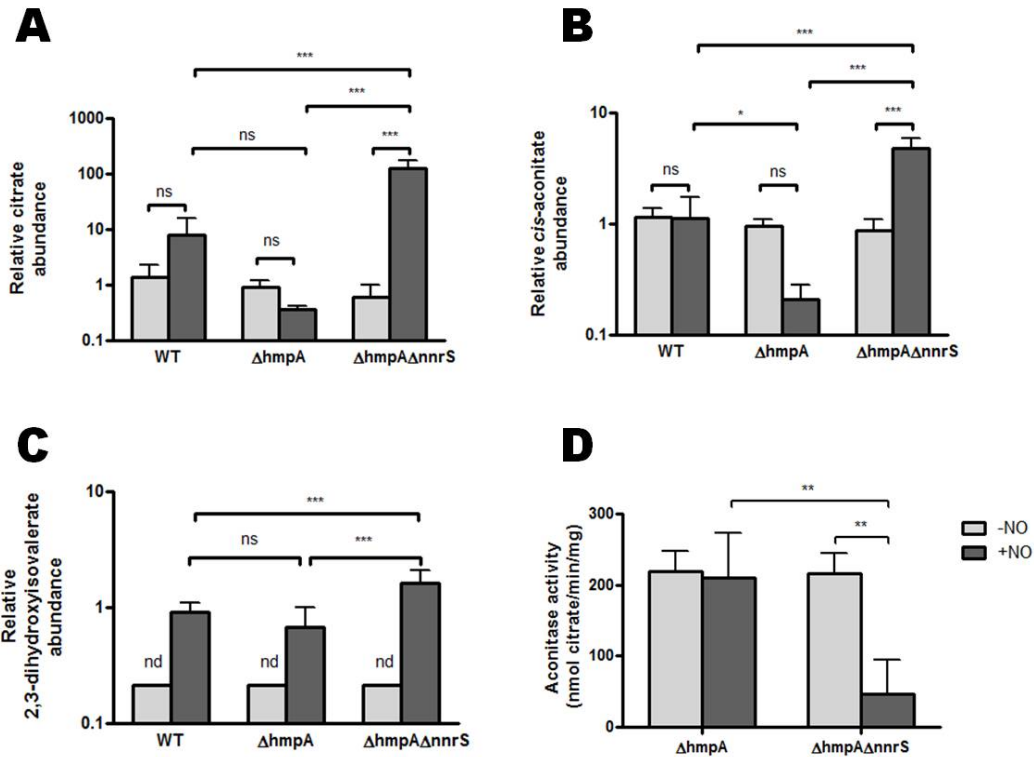 A
***
***
ns
***
ns
ns
1000
100
10
1
0.1
Relative citrate
abundance
WT
ΔhmpA
ΔhmpAΔnnrS
B
***
***
*
***
ns
ns
10
1
0.1
Relative cis-aconitate
abundance
WT
ΔhmpA
ΔhmpAΔnnrS
C
***
ns
***
nd
nd
nd
10
1
0.1
Relative
2,3-dihydroxyisovalerate
abundance
WT
ΔhmpA
ΔhmpAΔnnrS
D
**
**
300
200
100
0
Aconitase activity
(nmol citrate/min/mg)
ΔhmpA
ΔhmpAΔnnrS
-NO
+NO